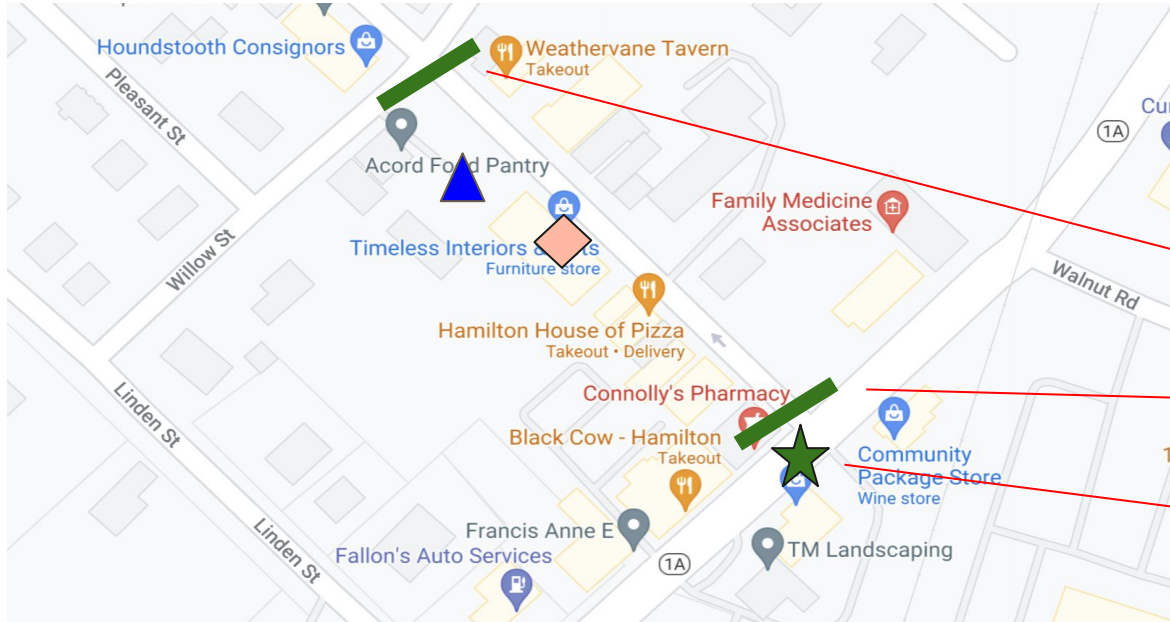 Houndstooth Consignors
Weathervane Tavern
Takeout
Pleasant St
1A
Acord Food Pantry
Family Medicine
Associates
Willow St
Timeless Interiors &
Furniture store
Walnut Rd
Hamilton House of Pizza
Takeout • Delivery
Linden St
Connolly's Pharmacy
Black Cow - Hamilton
Takeout
Community
Package Store
Wine store
Francis Anne E
TM Landscaping
Fallon's Auto Services
1A
Linden St